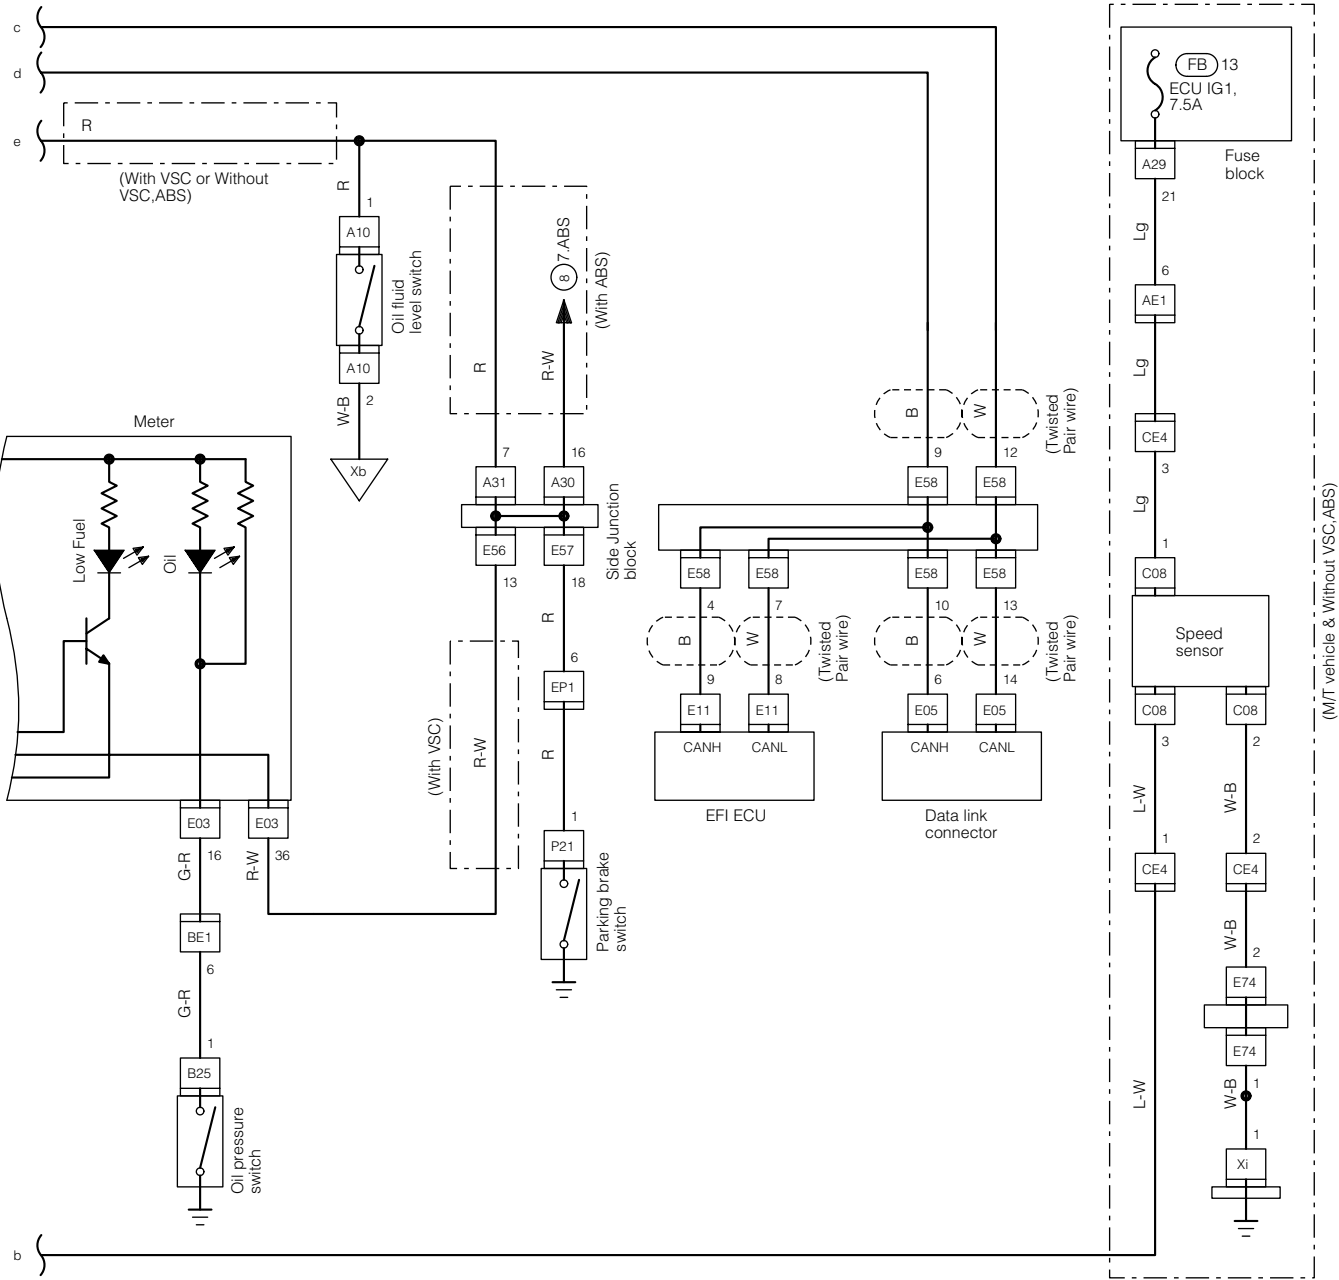 c
d
e
R
(With VSC or Without
VSC,ABS)
R
1
A10
Oil fluid
level switch
A10
W-B
2
Xb
R
R-W
8
7.ABS
(With ABS)
7
16
A31
A30
E56
E57
Side Junction
block
13
18
R
6
EP1
R
1
P21
Parking brake
switch
(With VSC)
R-W
Meter
Low Fuel
Oil
E03
E03
G-R
16
R-W
36
BE1
6
G-R
1
B25
Oil pressure
switch
B
W
(Twisted
Pair wire)
9
12
E58
E58
E58
E58
E58
E58
4
7
10
13
B
W
(Twisted
Pair wire)
B
W
(Twisted
Pair wire)
9
8
6
14
E11
E11
E05
E05
CANH
CANL
CANH
CANL
EFI ECU
Data link
connector
FB
13
ECU IG1,
7.5A
A29
Fuse
block
21
Lg
6
AE1
Lg
CE4
3
Lg
1
C08
Speed
sensor
C08
C08
3
2
L-W
W-B
1
2
CE4
CE4
W-B
2
E74
E74
L-W
W-B
1
1
Xi
(M/T vehicle & Without VSC,ABS)
b